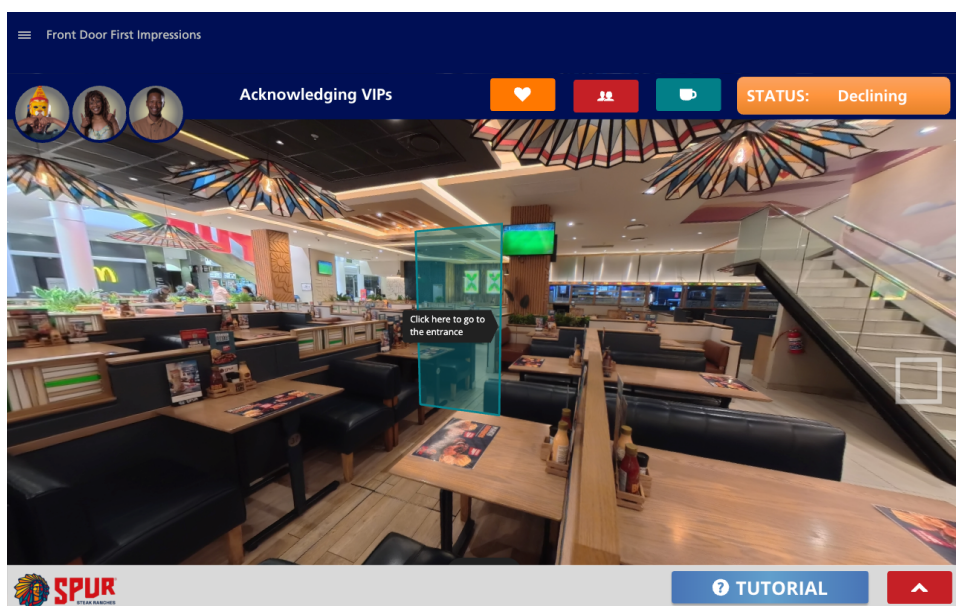 Front Door First Impressions
Acknowledging VIPs
STATUS: Declining
Click here to go to
the entrance
SPUR
STEAK RANCHES
? TUTORIAL